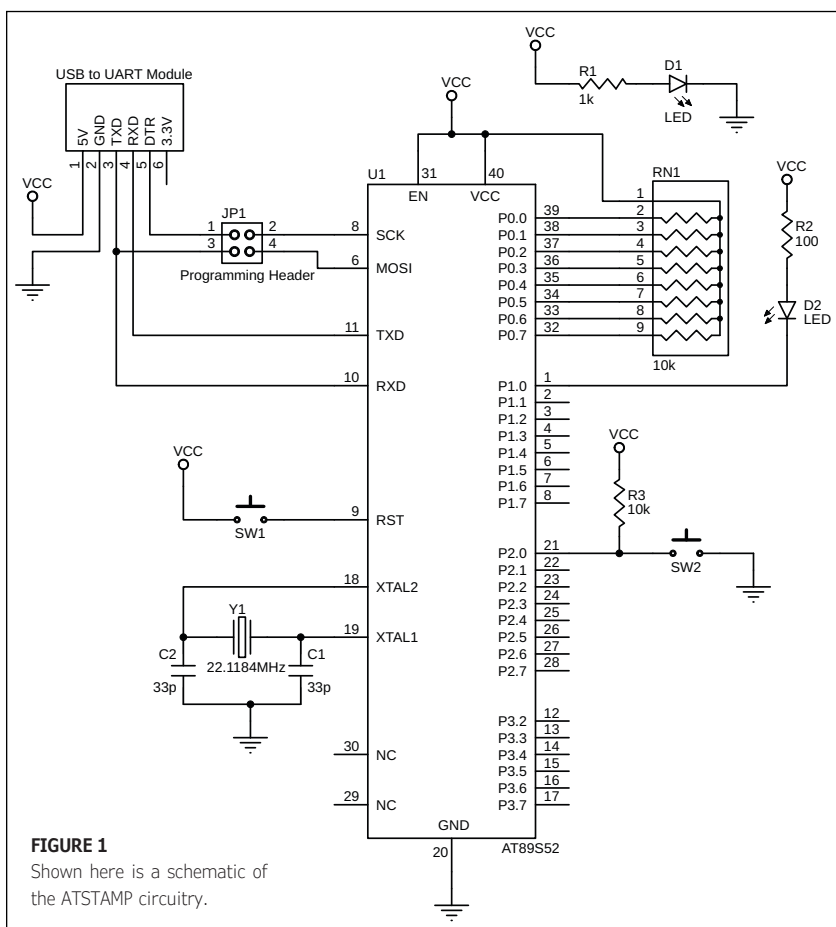 USB to UART Module
5V
GND
TXD
RXD
DTR
3.3V
1
2
3
4
5
6
VCC
JP1
1
2
3
4
Programming Header
VCC
R1
1k
D1
LED
VCC
U1
31
EN
40
VCC
8
SCK
6
MOSI
11
TXD
10
RXD
VCC
SW1
9
RST
18
XTAL2
19
XTAL1
Y1
22.1184MHz
C2
33p
C1
33p
30
NC
29
NC
GND
20
AT89S52
P0.0 39
P0.1 38
P0.2 37
P0.3 36
P0.4 35
P0.5 34
P0.6 33
P0.7 32
RN1
1
2
3
4
5
6
7
8
9
10k
VCC
R2
100
D2
LED
P1.0 1
P1.1 2
P1.2 3
P1.3 4
P1.4 5
P1.5 6
P1.6 7
P1.7 8
VCC
R3
10k
SW2
P2.0 21
P2.1 22
P2.2 23
P2.3 24
P2.4 25
P2.5 26
P2.6 27
P2.7 28
P3.2 12
P3.3 13
P3.4 14
P3.5 15
P3.6 16
P3.7 17
FIGURE 1
Shown here is a schematic of
the ATSTAMP circuitry.